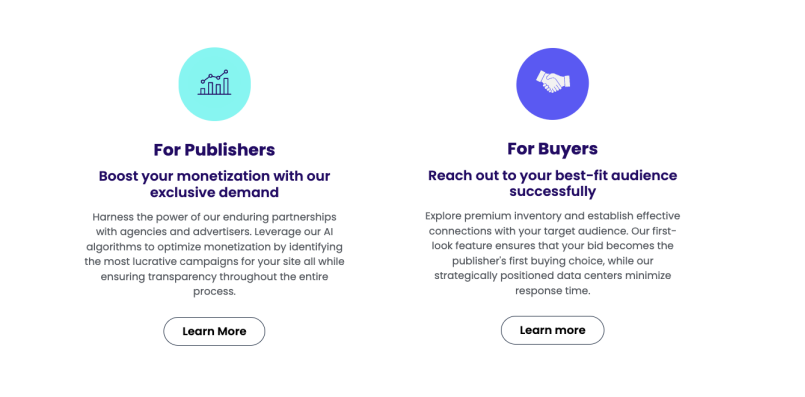 For Publishers
Boost your monetization with our
exclusive demand
Harness the power of our enduring partnerships
with agencies and advertisers. Leverage our AI
algorithms to optimize monetization by identifying
the most lucrative campaigns for your site all while
ensuring transparency throughout the entire
process.
Learn More
For Buyers
Reach out to your best-fit audience
successfully
Explore premium inventory and establish effective
connections with your target audience. Our first-
look feature ensures that your bid becomes the
publisher's first buying choice, while our
strategically positioned data centers minimize
response time.
Learn more